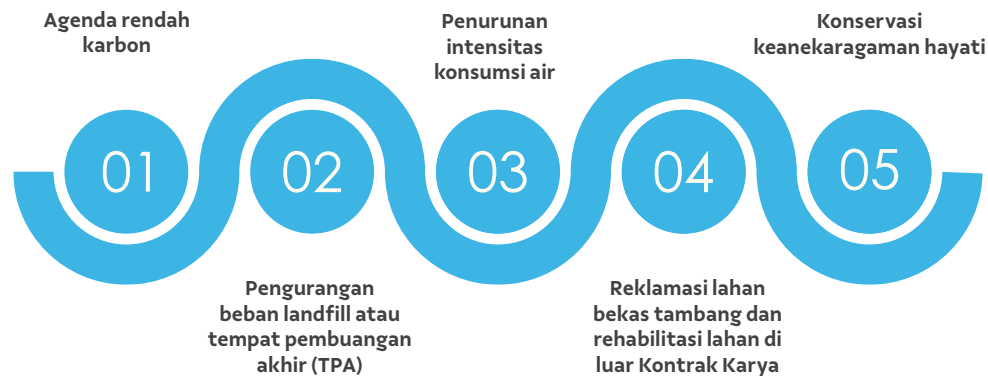 Agenda rendah
karbon
01
02
Pengurangan
beban landfill atau
tempat pembuangan
akhir (TPA)
Penurunan
intensitas
konsumsi air
03
04
Reklamasi lahan
bekas tambang dan
rehabilitasi lahan di
luar Kontrak Karya
Konservasi
keanekaragaman hayati
05